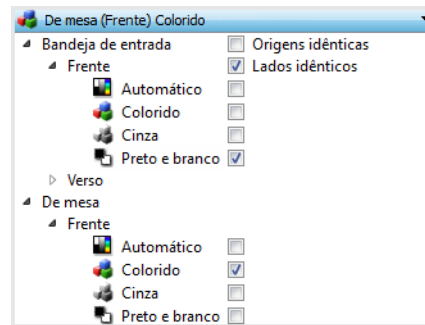 De mesa (Frente) Colorido
Bandeja de entrada Origens idênticas
Frente Lados idênticos
Automático
Colorido
Cinza
Preto e branco
Verso
De mesa
Frente
Automático
Colorido
Cinza
Preto e branco